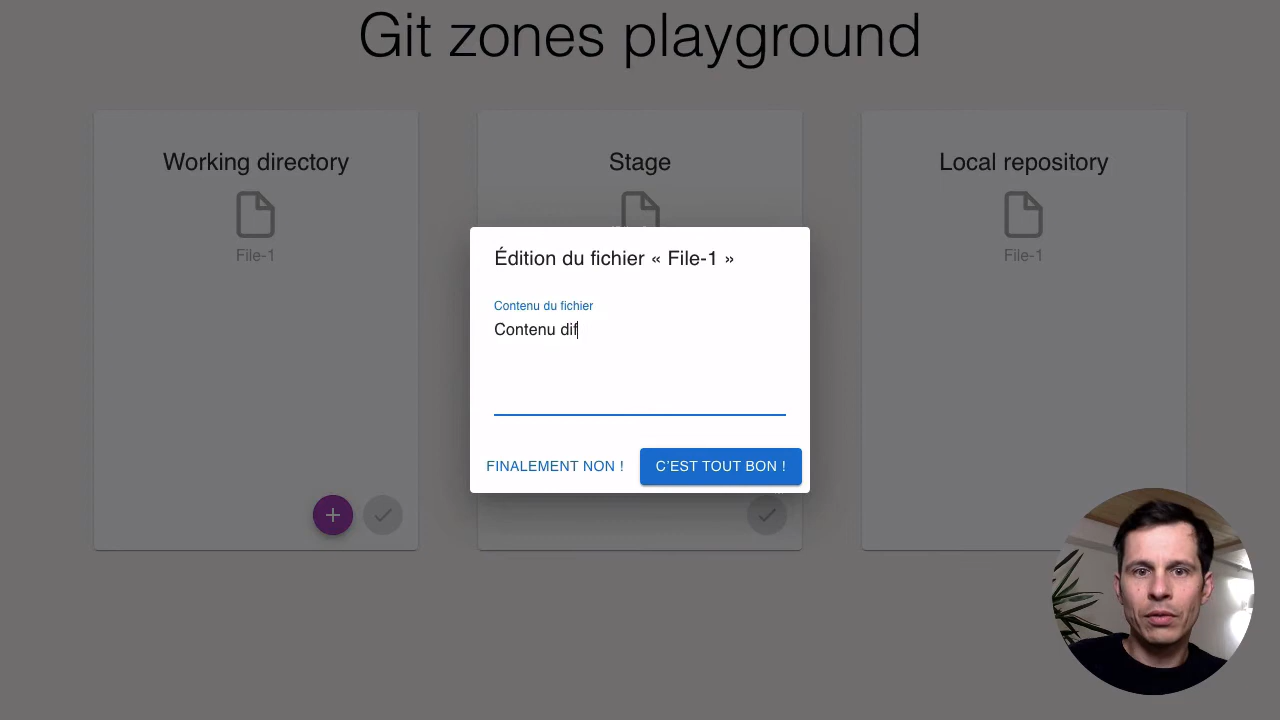 Git zones playground
Working directory
Stage
Local repository
File-1
File-1
Édition du fichier « File-1 »
Contenu du fichier
Contenu dif
FINALEMENT NON !
C’EST TOUT BON !